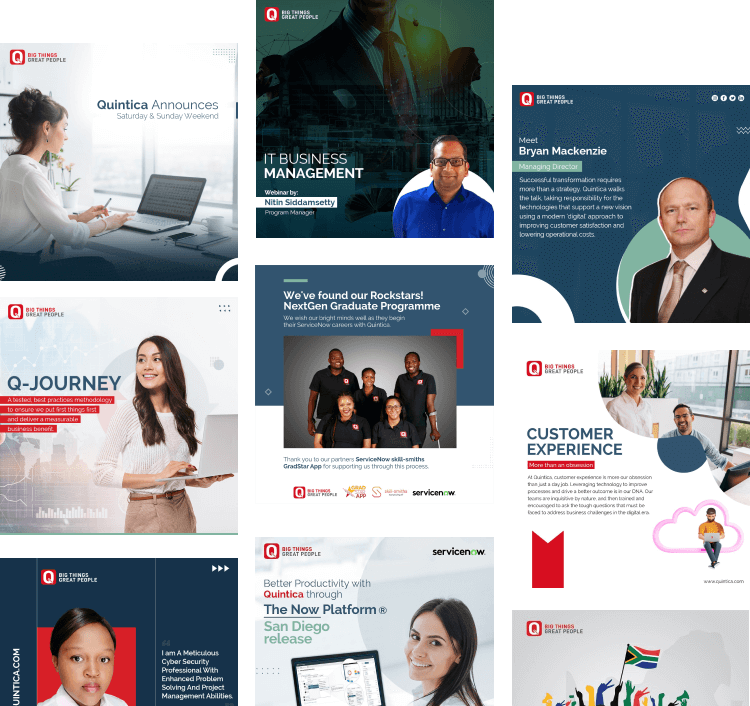 BIG THINGS
GREAT PEOPLE
Quintica Announces
Saturday & Sunday Weekend
BIG THINGS
GREAT PEOPLE
Q-JOURNEY
A tested, best practices methodology
to ensure we put first things first
and deliver a measurable
business benefit
BIG THINGS
GREAT PEOPLE
UINTICA.COM
I am A Meticulous
Cyber Security
Professional With
Enhanced Problem
Solving And Project
Management Abilities.
BIG THINGS
GREAT PEOPLE
IT BUSINESS
MANAGEMENT
Webinar by:
Nitin Siddamsetty
Program Manager
We've found our Rockstars!
NextGen Graduate Programme
We wish our bright minds well as they begin
their ServiceNow careers with Quintica.
Thank you to our partners ServiceNow skill-smiths
GradStar App for supporting us through this process.
BIG THINGS
GREAT PEOPLE
GRAD
STAR
APP
servicenow
BIG THINGS
GREAT PEOPLE
servicenow
Better Productivity with
Quintica through
The Now Platform ®
San Diego
release
BIG THINGS
GREAT PEOPLE
Meet
Bryan Mackenzie
Managing Director
Successful transformation requires
more than a strategy. Quintica walks
the talk, taking responsibility for the
technologies that support a new vision
using a modern 'digital' approach to
improving customer satisfaction and
lowering operational costs.
BIG THINGS
GREAT PEOPLE
CUSTOMER
EXPERIENCE
More than an obsession
At Quintica, customer experience is more our obsession
than just a day job. Leveraging technology to improve
processes and drive a better outcome is in our DNA. Our
teams are inquisitive by nature, and then trained and
encouraged to ask the tough questions that must be
faced to address business challenges in the digital era.
www.quintica.com
BIG THINGS
GREAT PEOPLE